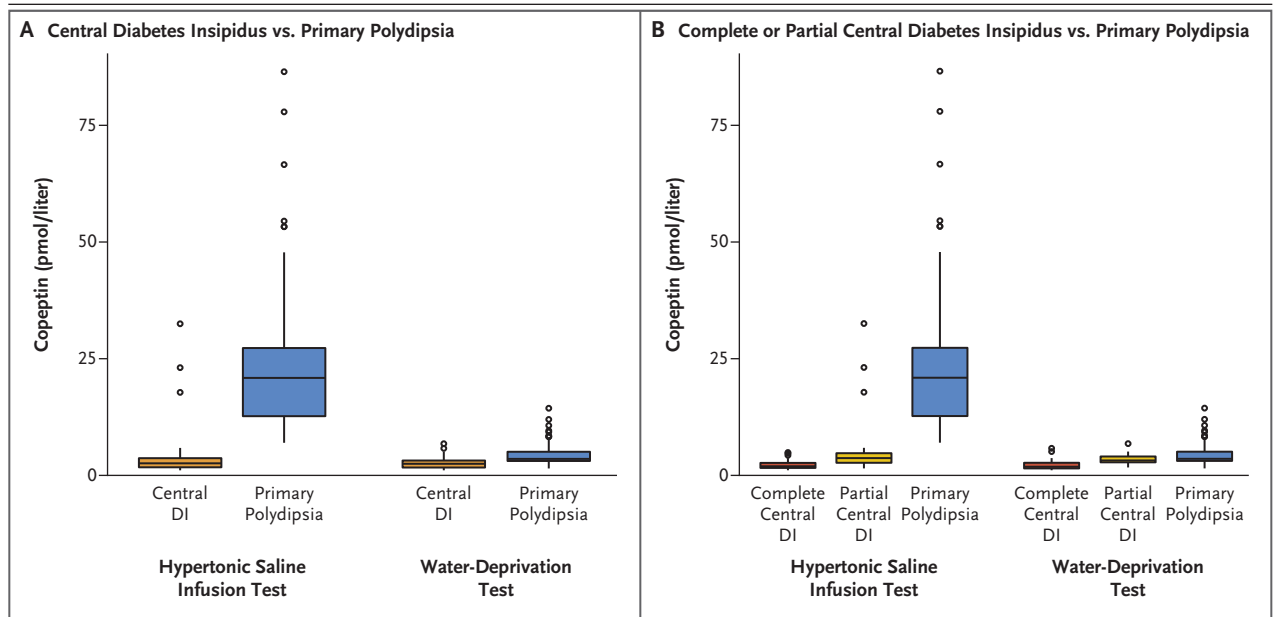 A Central Diabetes Insipidus vs. Primary Polydipsia
Copeptin (pmol/liter)
75
50
25
0
Central
DI
Primary
Polydipsia
Central
DI
Primary
Polydipsia
Hypertonic Saline
Infusion Test
Water-Deprivation
Test
B Complete or Partial Central Diabetes Insipidus vs. Primary Polydipsia
Copeptin (pmol/liter)
75
50
25
0
Complete
Central
DI
Partial
Central
DI
Primary
Polydipsia
Complete
Central
DI
Partial
Central
DI
Primary
Polydipsia
Hypertonic Saline
Infusion Test
Water-Deprivation
Test